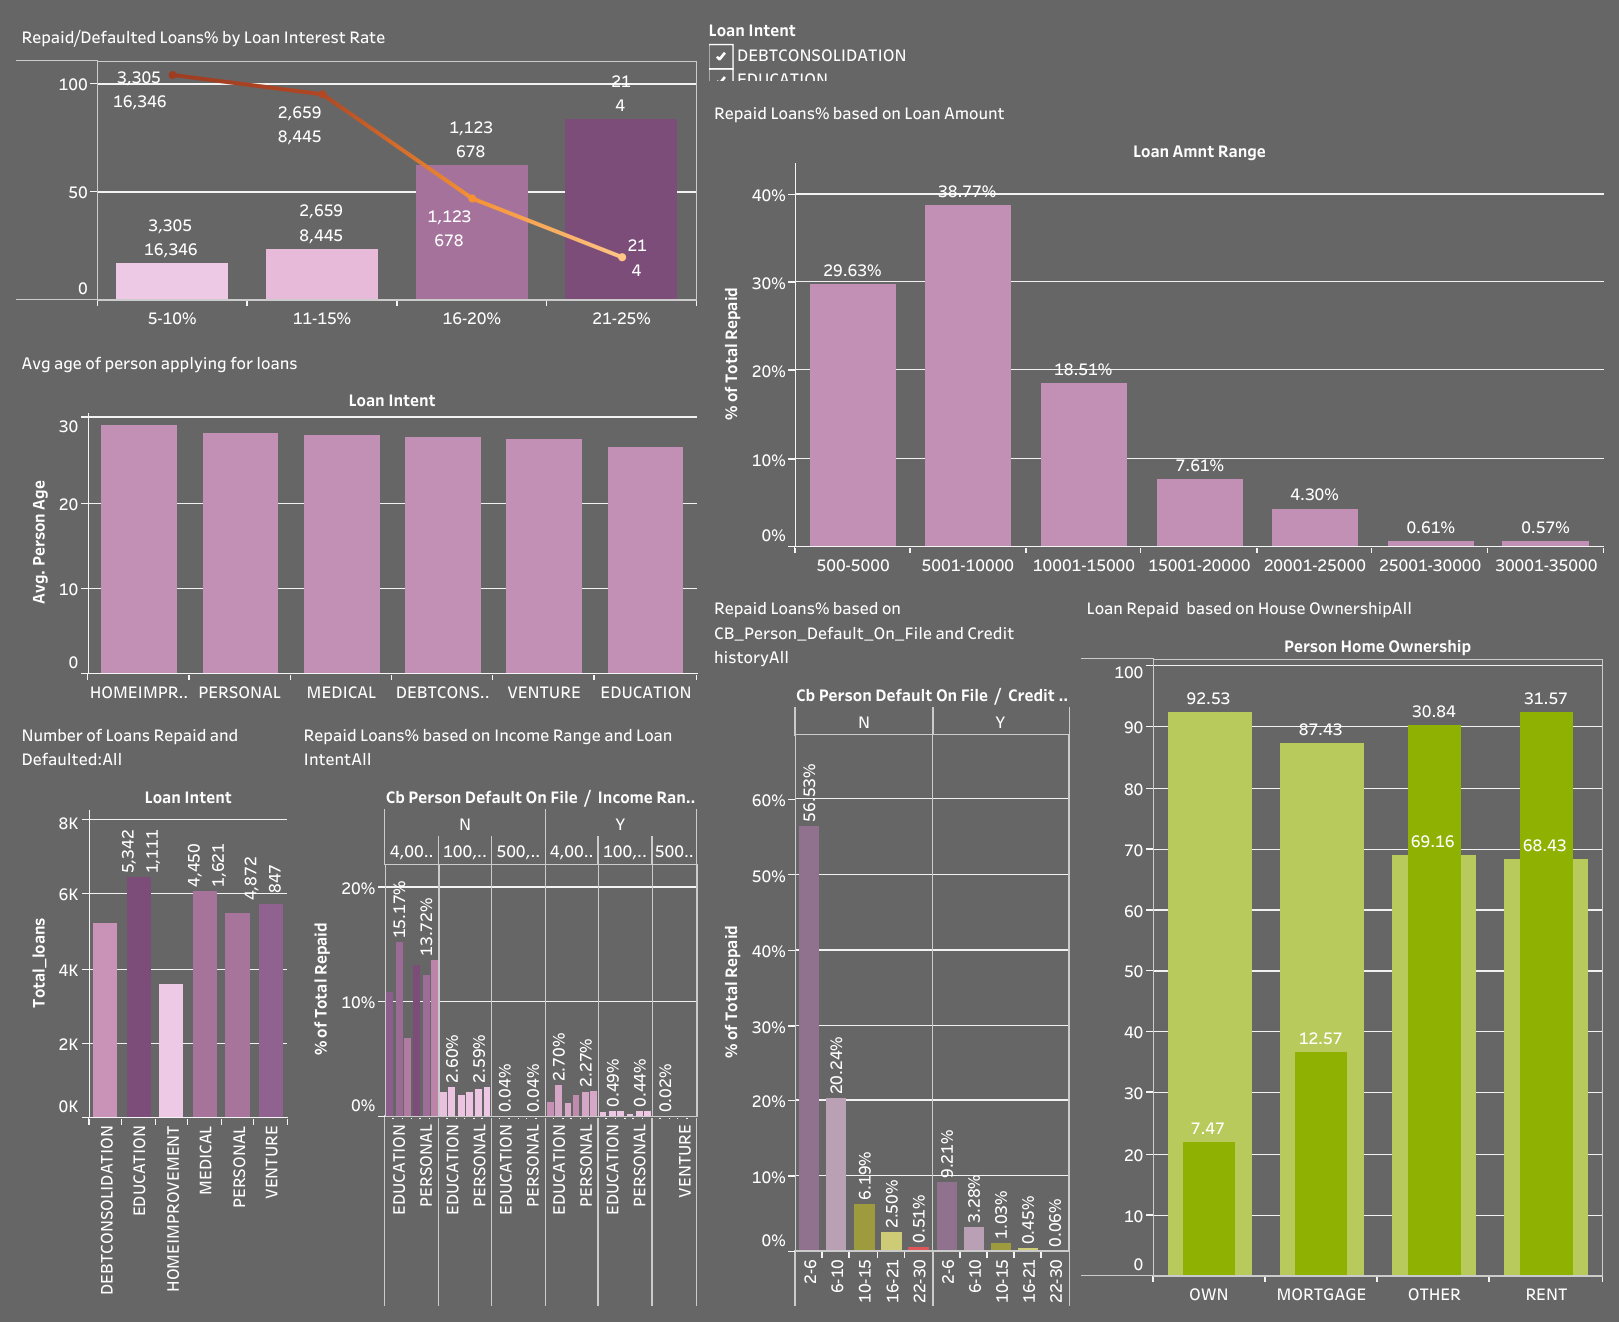 Repaid/Defaulted Loans% by Loan Interest Rate
100
50
0
3,305
16,346
2,659
8,445
1,123
678
21
4
3,305
16,346
2,659
8,445
1,123
678
21
4
5-10%
11-15%
16-20%
21-25%
Loan Intent
DEBTCONSOLIDATION
EDUCATION
Repaid Loans% based on Loan Amount
Loan Amnt Range
% of Total Repaid
40%
30%
20%
10%
0%
29.63%
38.77%
18.51%
7.61%
4.30%
0.61%
0.57%
500-5000
5001-10000
10001-15000
15001-20000
20001-25000
25001-30000
30001-35000
Avg age of person applying for loans
Loan Intent
Avg. Person Age
30
20
10
0
HOMEIMPR..
PERSONAL
MEDICAL
DEBTCONS..
VENTURE
EDUCATION
Number of Loans Repaid and
Defaulted:All
Loan Intent
Total_loans
8K
6K
4K
2K
0K
5,342
1,111
4,450
1,621
4,872
847
DEBTCONSOLIDATION
EDUCATION
HOMEIMPROVEMENT
MEDICAL
PERSONAL
VENTURE
Repaid Loans% based on Income Range and Loan
IntentAll
Cb Person Default On File / Income Ran..
N
Y
4,00..
100,..
500,..
4,00..
100,..
500..
% of Total Repaid
20%
10%
0%
15.17%
13.72%
2.60%
2.59%
0.04%
0.04%
2.70%
2.27%
0.49%
0.44%
0.02%
EDUCATION
PERSONAL
EDUCATION
PERSONAL
EDUCATION
PERSONAL
EDUCATION
PERSONAL
EDUCATION
PERSONAL
VENTURE
Repaid Loans% based on
CB_Person_Default_On_File and Credit
historyAll
Cb Person Default On File / Credit ..
N
Y
% of Total Repaid
60%
50%
40%
30%
20%
10%
0%
56.53%
20.24%
6.19%
2.50%
0.51%
9.21%
3.28%
1.03%
0.45%
0.06%
2-6
6-10
10-15
16-21
22-30
2-6
6-10
10-15
16-21
22-30
Loan Repaid based on House OwnershipAll
Person Home Ownership
100
90
80
70
60
50
40
30
20
10
0
92.53
87.43
30.84
31.57
69.16
68.43
12.57
7.47
OWN
MORTGAGE
OTHER
RENT